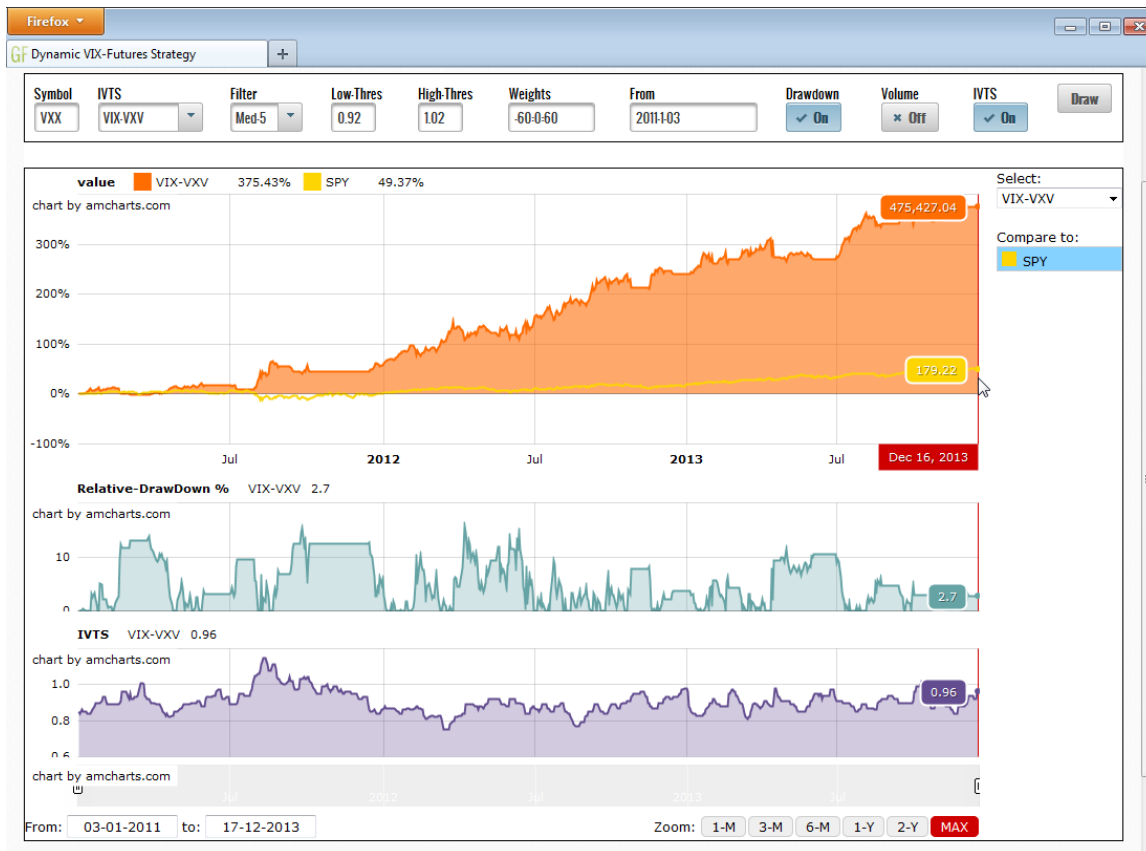 Firefox
GF Dynamic VIX-Futures Strategy +
Symbol IVTS Filter Low-Thres High-Thres Weights From Drawdown Volume IVTS Draw
VXX VIX-VXV Med-5 0.92 1.02 -60:0:60 2011-1-03 On Off On
value VIX-VXV 375.43% SPY 49.37% Select:
VIX-VXV
chart by amcharts.com
475,427.04
Compare to:
SPY
300%
200%
100%
179.22
0%
-100%
Jul 2012 Jul 2013 Jul Dec 16, 2013
Relative-DrawDown % VIX-VXV 2.7
chart by amcharts.com
10
2.7
0
IVTS VIX-VXV 0.96
chart by amcharts.com
1.0
0.96
0.8
0.6
chart by amcharts.com
Jul 2012 Jul 2013 Jul
From: 03-01-2011 to: 17-12-2013 Zoom: 1-M 3-M 6-M 1-Y 2-Y MAX